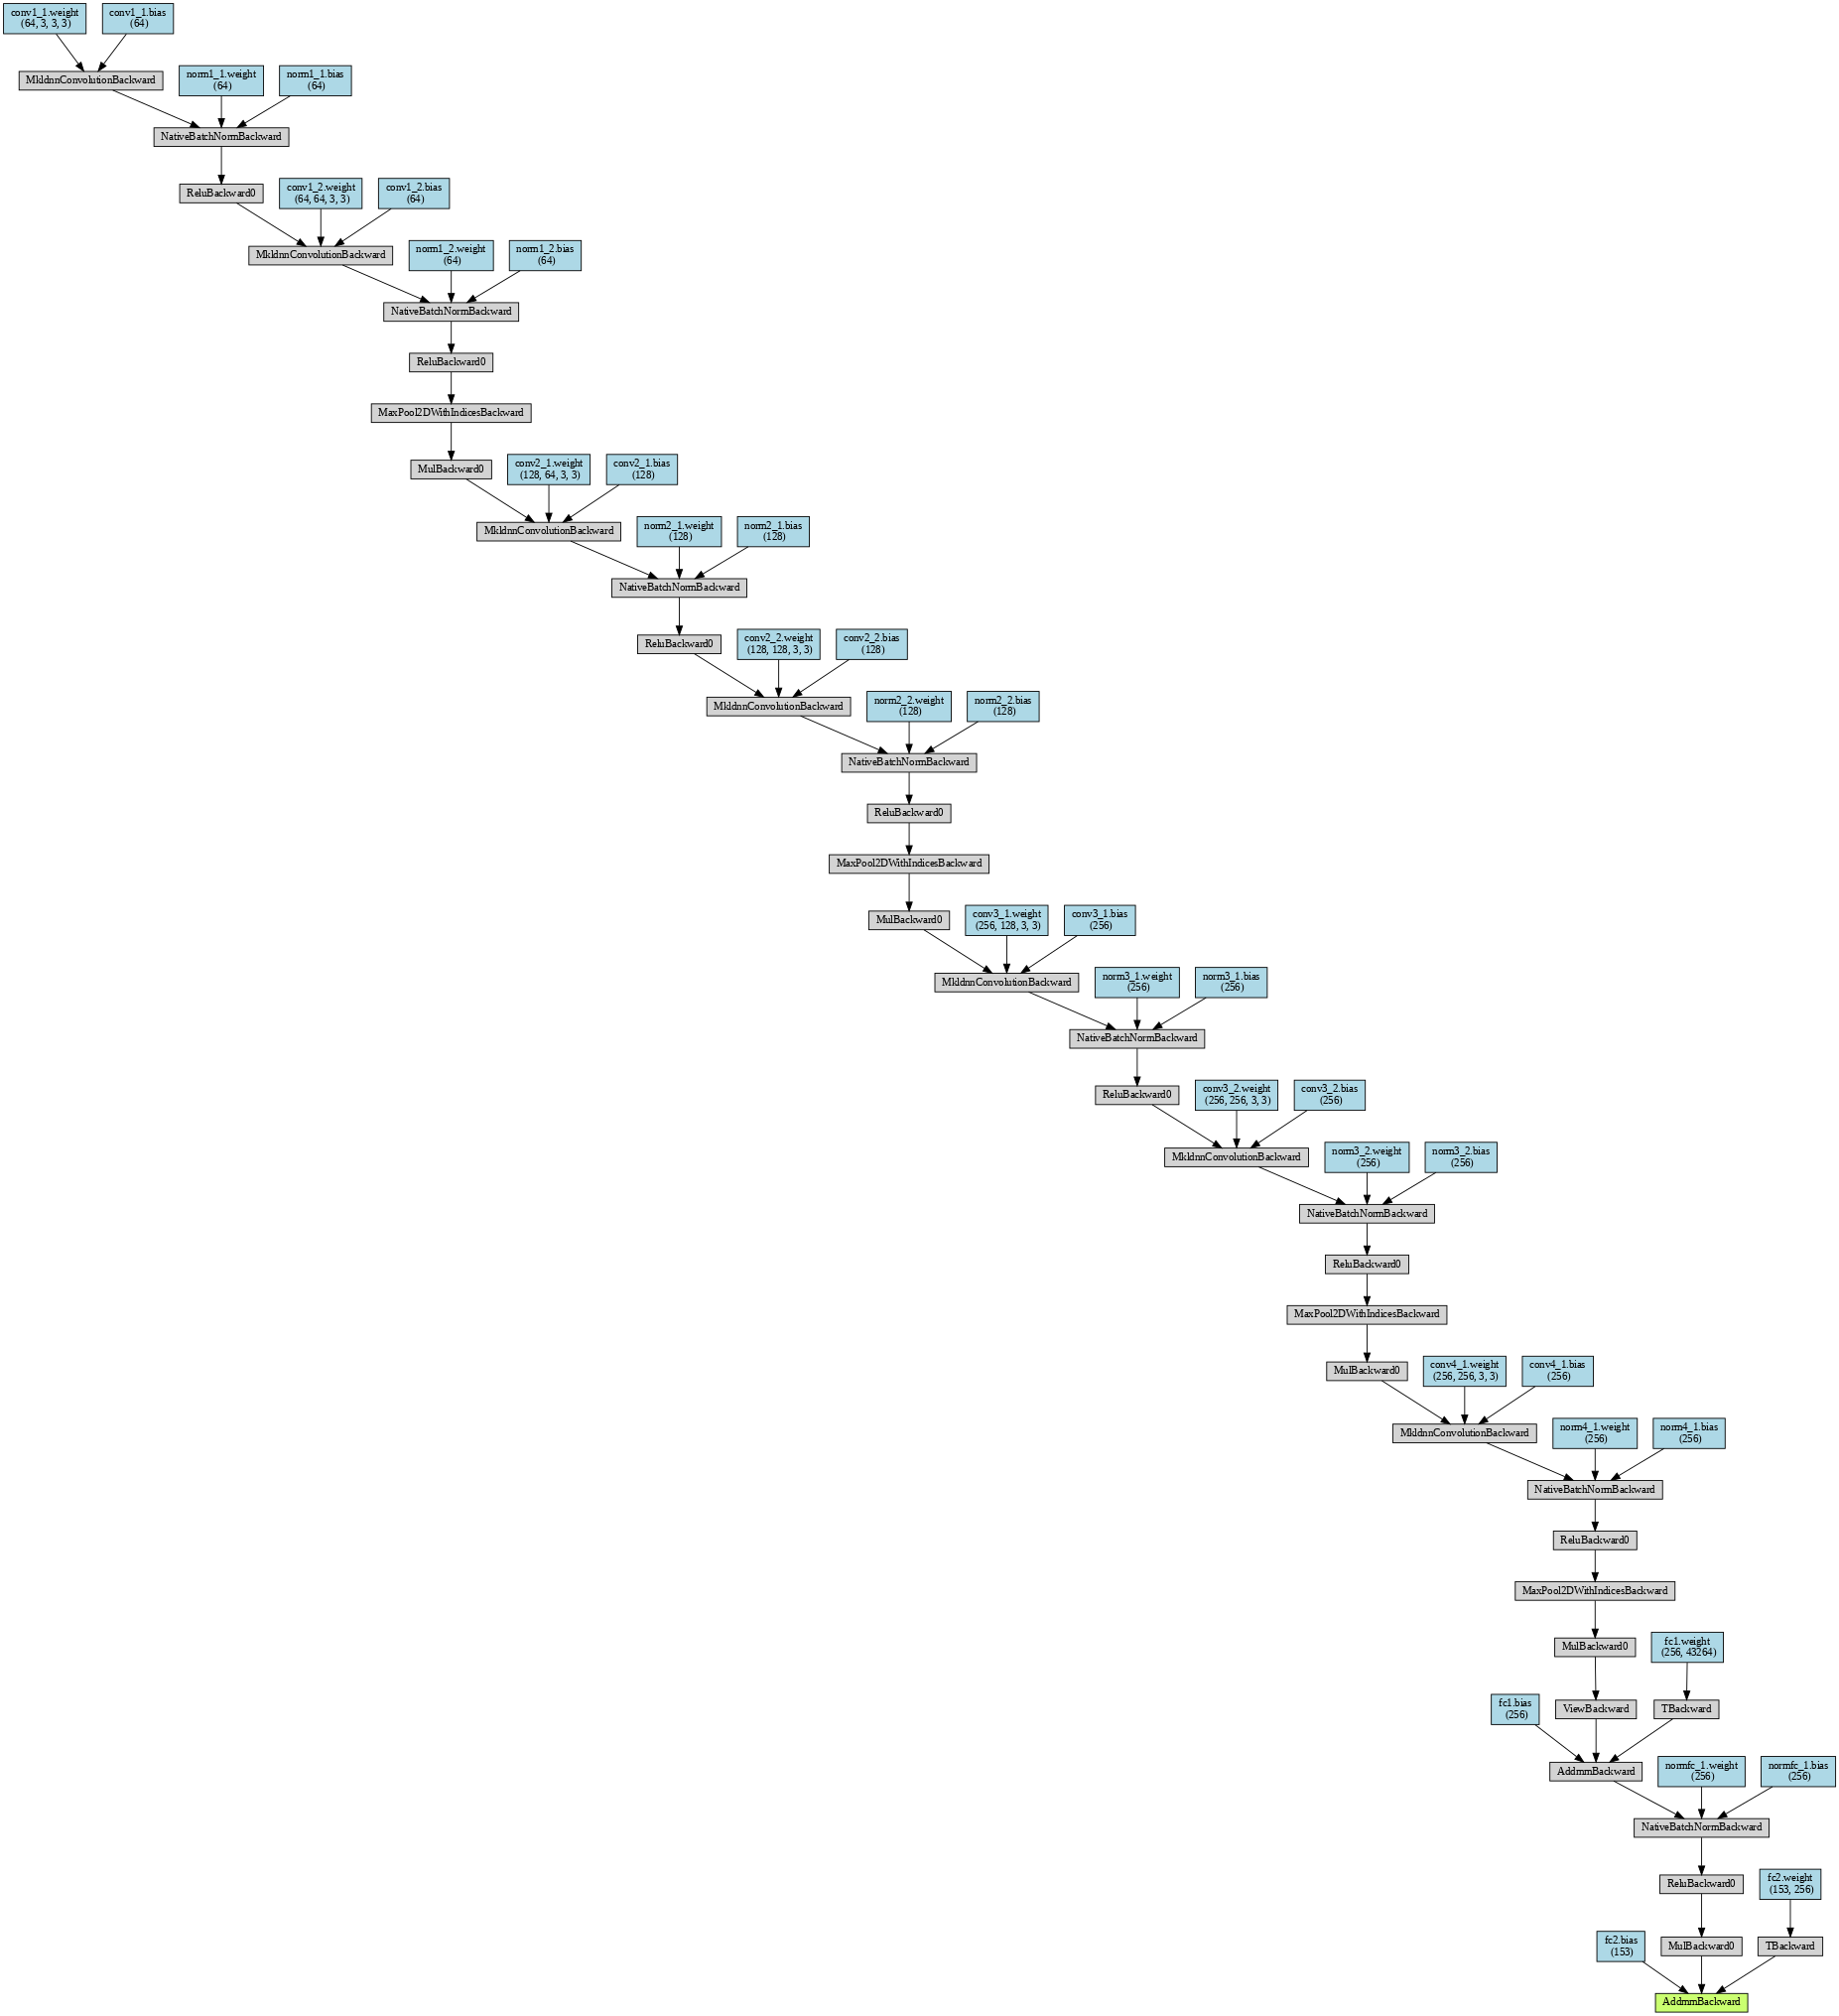 conv1_1.weight
(64, 3, 3, 3)
conv1_1.bias
(64)
MkldnnConvolutionBackward
norm1_1.weight
(64)
norm1_1.bias
(64)
NativeBatchNormBackward
ReluBackward0
conv1_2.weight
(64, 64, 3, 3)
conv1_2.bias
(64)
MkldnnConvolutionBackward
norm1_2.weight
(64)
norm1_2.bias
(64)
NativeBatchNormBackward
ReluBackward0
MaxPool2DWithIndicesBackward
MulBackward0
conv2_1.weight
(128, 64, 3, 3)
conv2_1.bias
(128)
MkldnnConvolutionBackward
norm2_1.weight
(128)
norm2_1.bias
(128)
NativeBatchNormBackward
ReluBackward0
conv2_2.weight
(128, 128, 3, 3)
conv2_2.bias
(128)
MkldnnConvolutionBackward
norm2_2.weight
(128)
norm2_2.bias
(128)
NativeBatchNormBackward
ReluBackward0
MaxPool2DWithIndicesBackward
MulBackward0
conv3_1.weight
(256, 128, 3, 3)
conv3_1.bias
(256)
MkldnnConvolutionBackward
norm3_1.weight
(256)
norm3_1.bias
(256)
NativeBatchNormBackward
ReluBackward0
conv3_2.weight
(256, 256, 3, 3)
conv3_2.bias
(256)
MkldnnConvolutionBackward
norm3_2.weight
(256)
norm3_2.bias
(256)
NativeBatchNormBackward
ReluBackward0
MaxPool2DWithIndicesBackward
MulBackward0
conv4_1.weight
(256, 256, 3, 3)
conv4_1.bias
(256)
MkldnnConvolutionBackward
norm4_1.weight
(256)
norm4_1.bias
(256)
NativeBatchNormBackward
ReluBackward0
MaxPool2DWithIndicesBackward
MulBackward0
fc1.weight
(256, 43264)
fc1.bias
(256)
ViewBackward
TBackward
AddmmBackward
normfc_1.weight
(256)
normfc_1.bias
(256)
NativeBatchNormBackward
ReluBackward0
fc2.weight
(153, 256)
fc2.bias
(153)
MulBackward0
TBackward
AddmmBackward